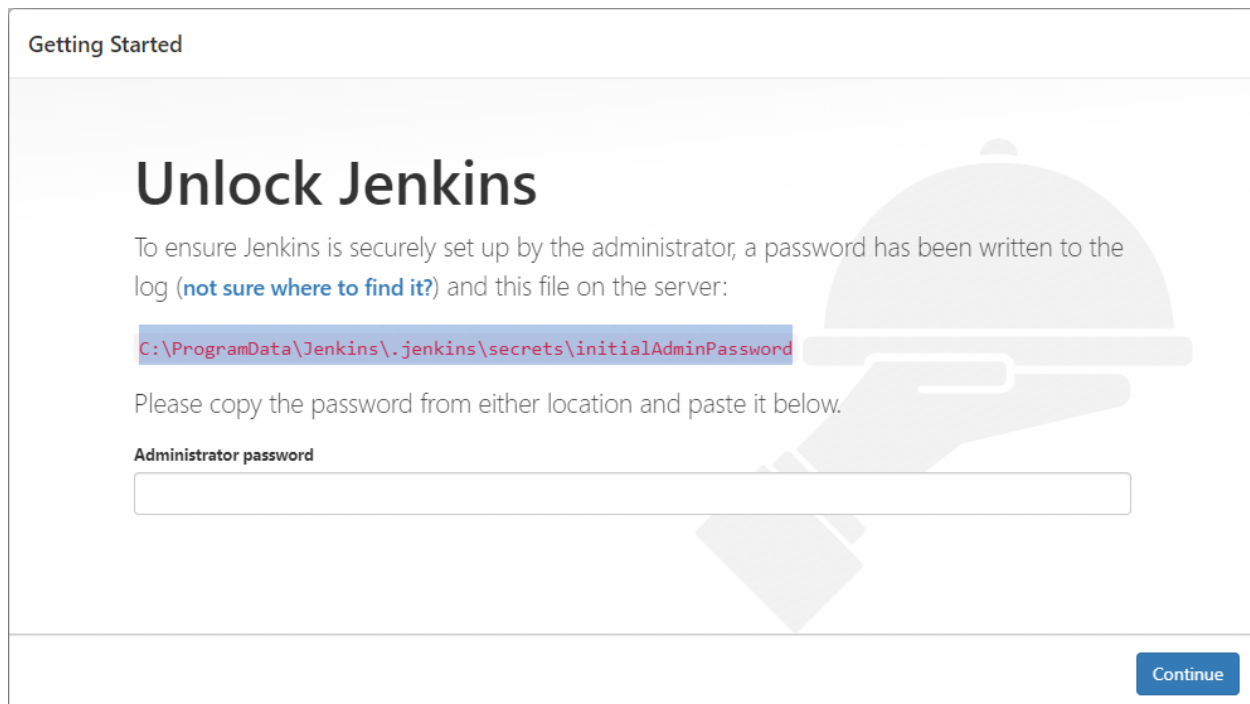 Getting Started
Unlock Jenkins
To ensure Jenkins is securely set up by the administrator, a password has been written to the
log (not sure where to find it?) and this file on the server:
C:\ProgramData\Jenkins\.jenkins\secrets\initialAdminPassword
Please copy the password from either location and paste it below.
Administrator password
Continue